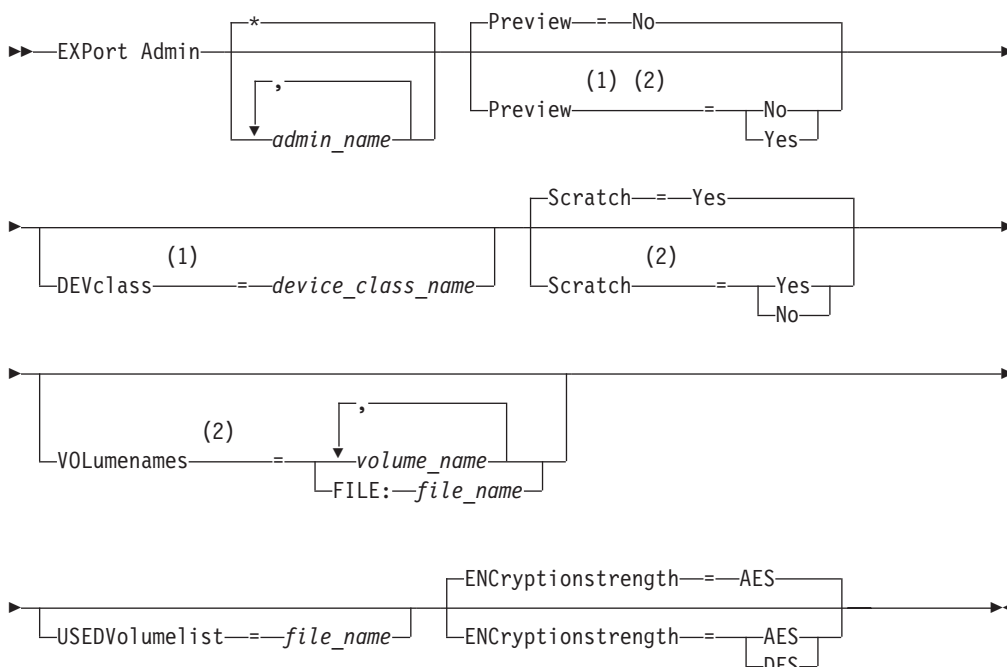 * Preview = No
EXPort Admin
(1) (2)
, Preview = No
admin_name Yes
Scratch = Yes
(1) (2)
DEVclass = device_class_name Scratch = Yes
No
,
(2)
VOLumenames = volume_name
FILE: file_name
ENCryptionstrength = AES
USEDVolumelist = file_name ENCryptionstrength = AES
DES